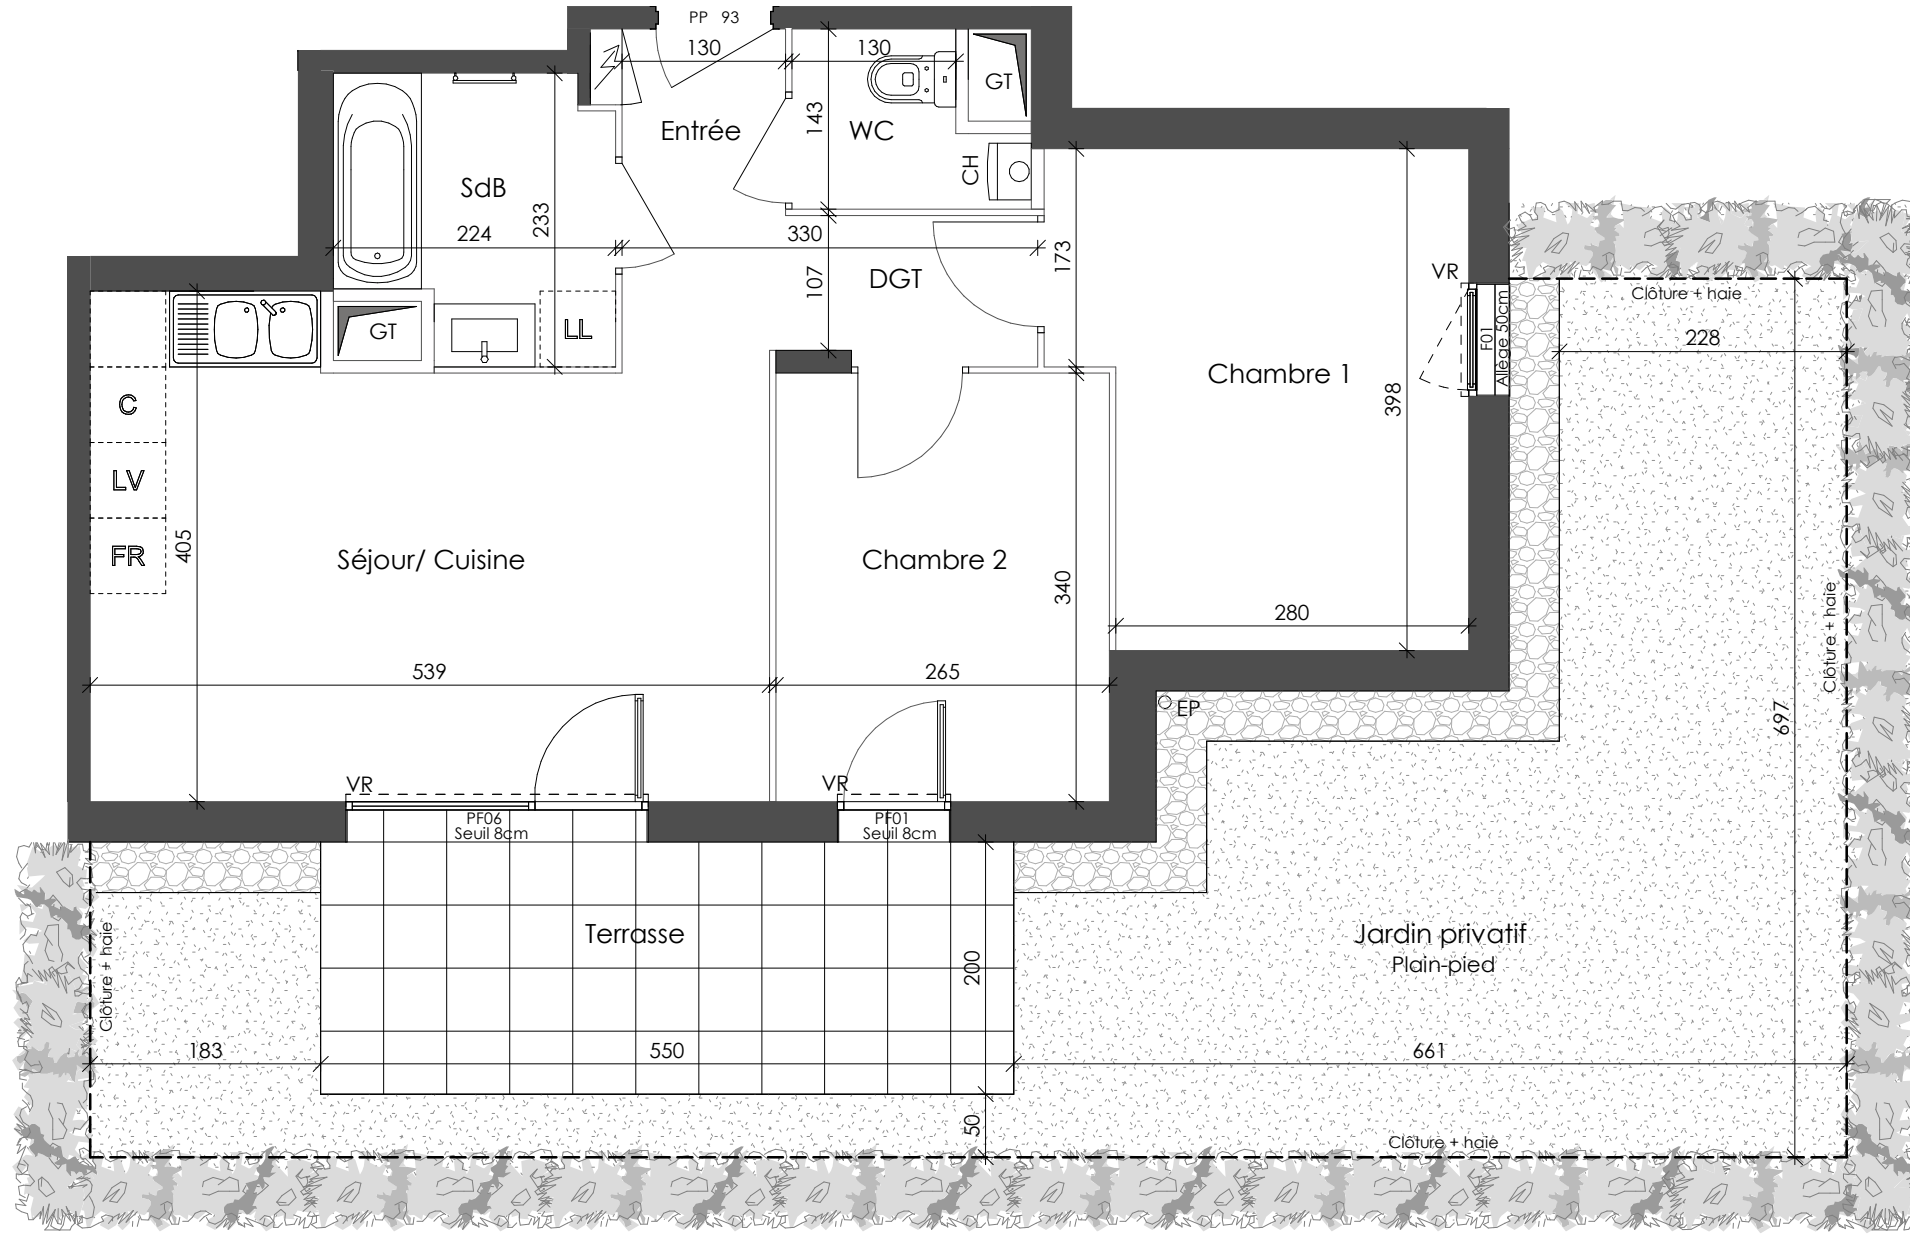 PP 93
130
130
GT
143
Entrée
WC
CH
SdB
233
224
330
173
107
DGT
VR
Clôture + haie
F01
Allège 50cm
228
GT
LL
Chambre 1
C
398
LV
405
FR
Séjour/ Cuisine
Chambre 2
340
280
Clôture + haie
539
265
EP
697
VR
VR
PF06
Seuil 8cm
PF01
Seuil 8cm
Terrasse
Jardin privatif
Plain-pied
200
Clôture + haie
183
550
661
50
Clôture + haie